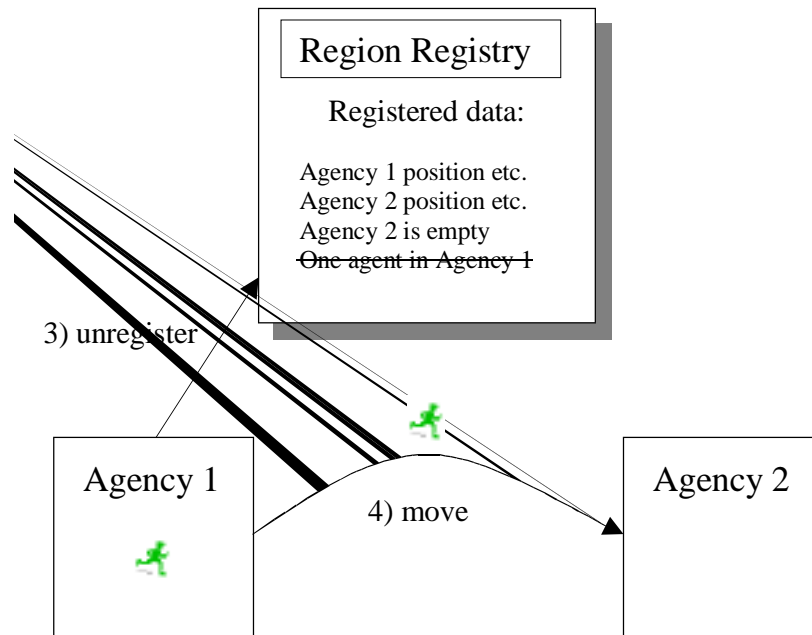 Region Registry
Registered data:
Agency 1 position etc.
Agency 2 position etc.
Agency 2 is empty
One agent in Agency 1
3) unregister
Agency 1
Agency 2
4) move